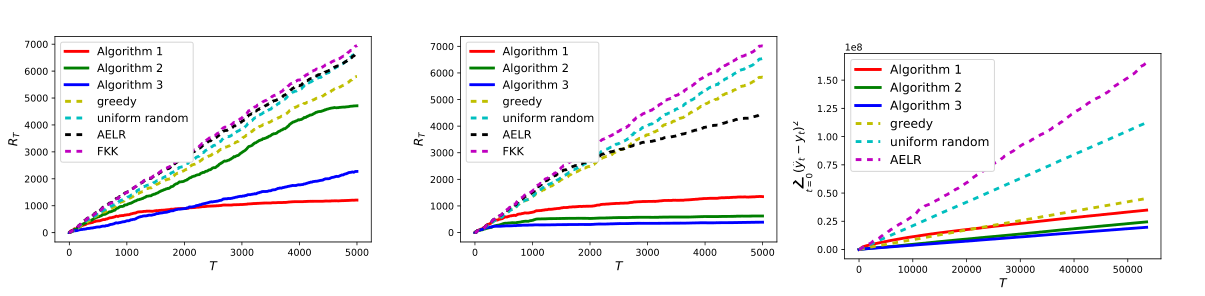 7000
6000
5000
4000
3000
2000
1000
0
R_T
0 1000 2000 3000 4000 5000
T
Algorithm 1
Algorithm 2
Algorithm 3
greedy
uniform random
AELR
FKK
7000
6000
5000
4000
3000
2000
1000
0
R_T
0 1000 2000 3000 4000 5000
T
Algorithm 1
Algorithm 2
Algorithm 3
greedy
uniform random
AELR
FKK
1e8
1.50
1.25
1.00
0.75
0.50
0.25
0.00
0 10000 20000 30000 40000 50000
T
Algorithm 1
Algorithm 2
Algorithm 3
greedy
uniform random
AELR